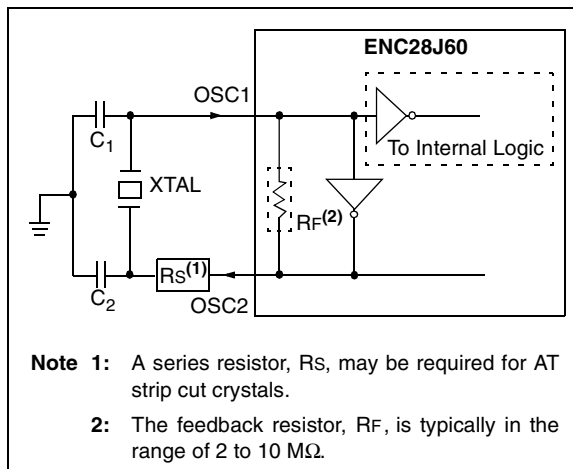 ENC28J60
OSC1
C1
To Internal Logic
XTAL
RF(2)
RS(1)
C2
OSC2
Note 1: A series resistor, RS, may be required for AT
strip cut crystals.
2: The feedback resistor, RF, is typically in the
range of 2 to 10 MΩ.